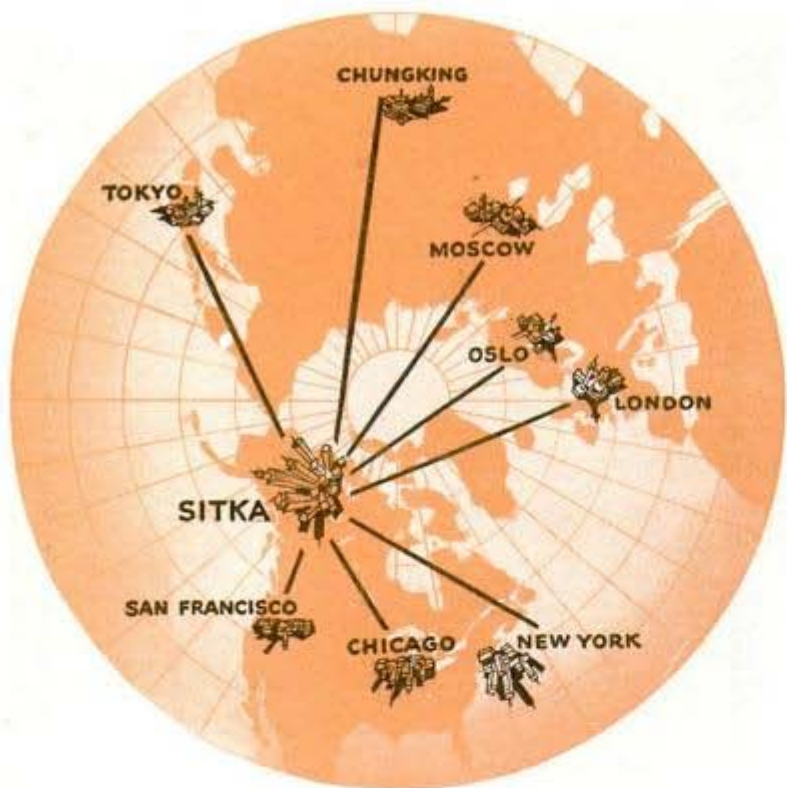 CHUNGKING
TOKYO
MOSCOW
OSLO
LONDON
SITKA
SAN FRANCISCO
CHICAGO
NEW YORK